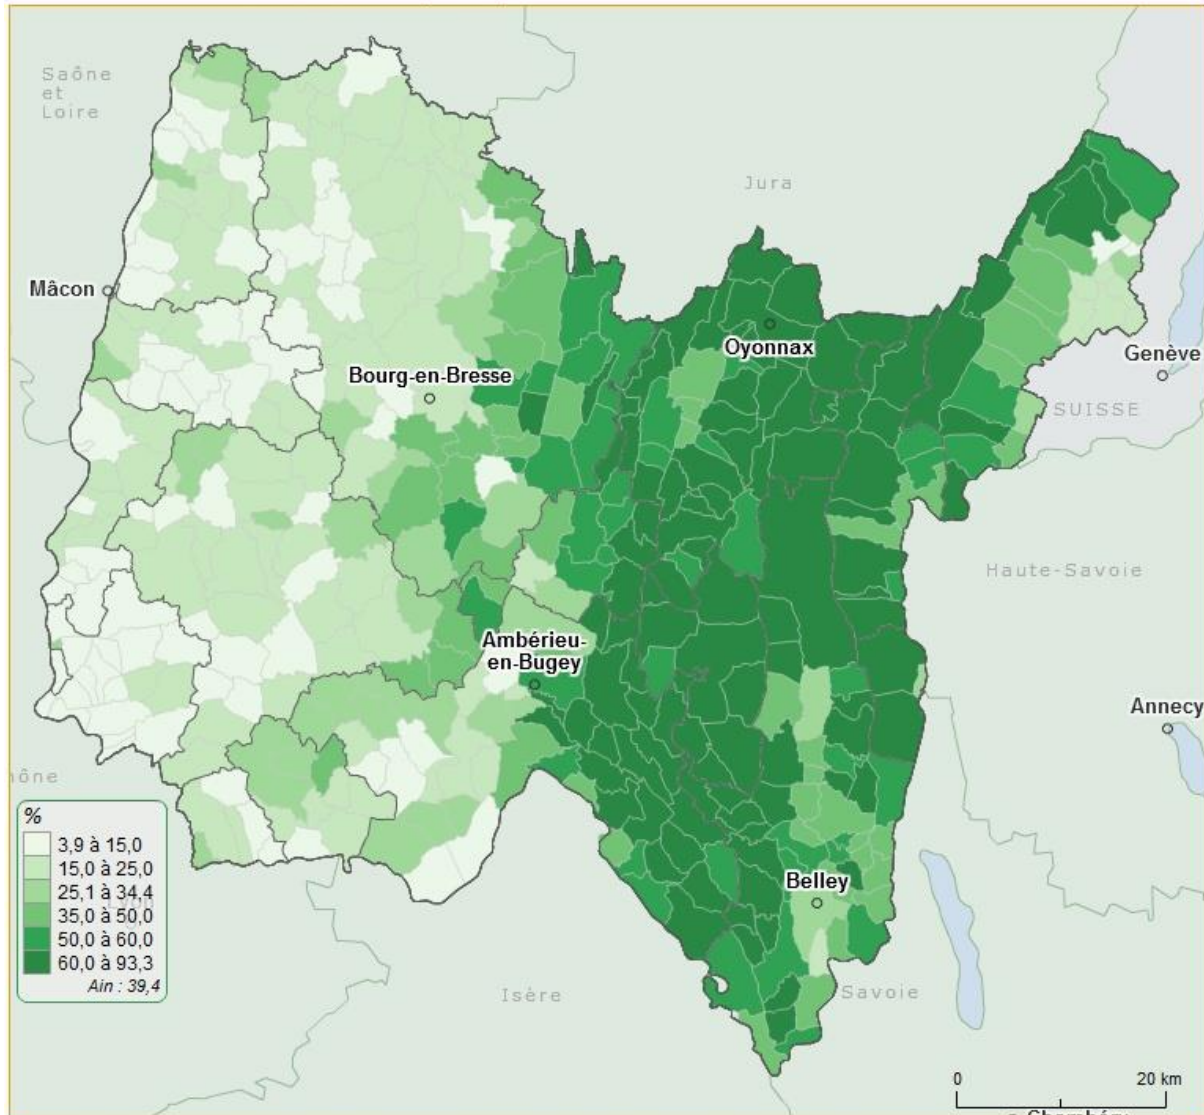 Saône
et
Loire
Jura
Mâcon
Oyonnax
Genève
Bourg-en-Bresse
SUISSE
Haute-Savoie
Ambérieu-
en-Bugey
Annecy
hône
%
3,9 à 15,0
15,0 à 25,0
25,1 à 34,4
35,0 à 50,0
50,0 à 60,0
60,0 à 93,3
Ain : 39,4
Lyon
Belley
Isère
Savoie
0
20 km